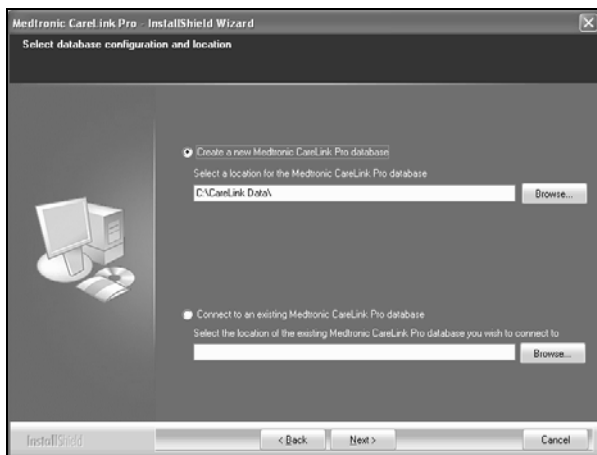 Medtronic CareLink Pro - InstallShield Wizard
Select database configuration and location
Create a new Medtronic CareLink Pro database
Select a location for the Medtronic CareLink Pro database
C:\CareLink Data\
Browse...
Connect to an existing Medtronic CareLink Pro database
Select the location of the existing Medtronic CareLink Pro database you wish to connect to
Browse...
InstallShield
< Back
Next >
Cancel